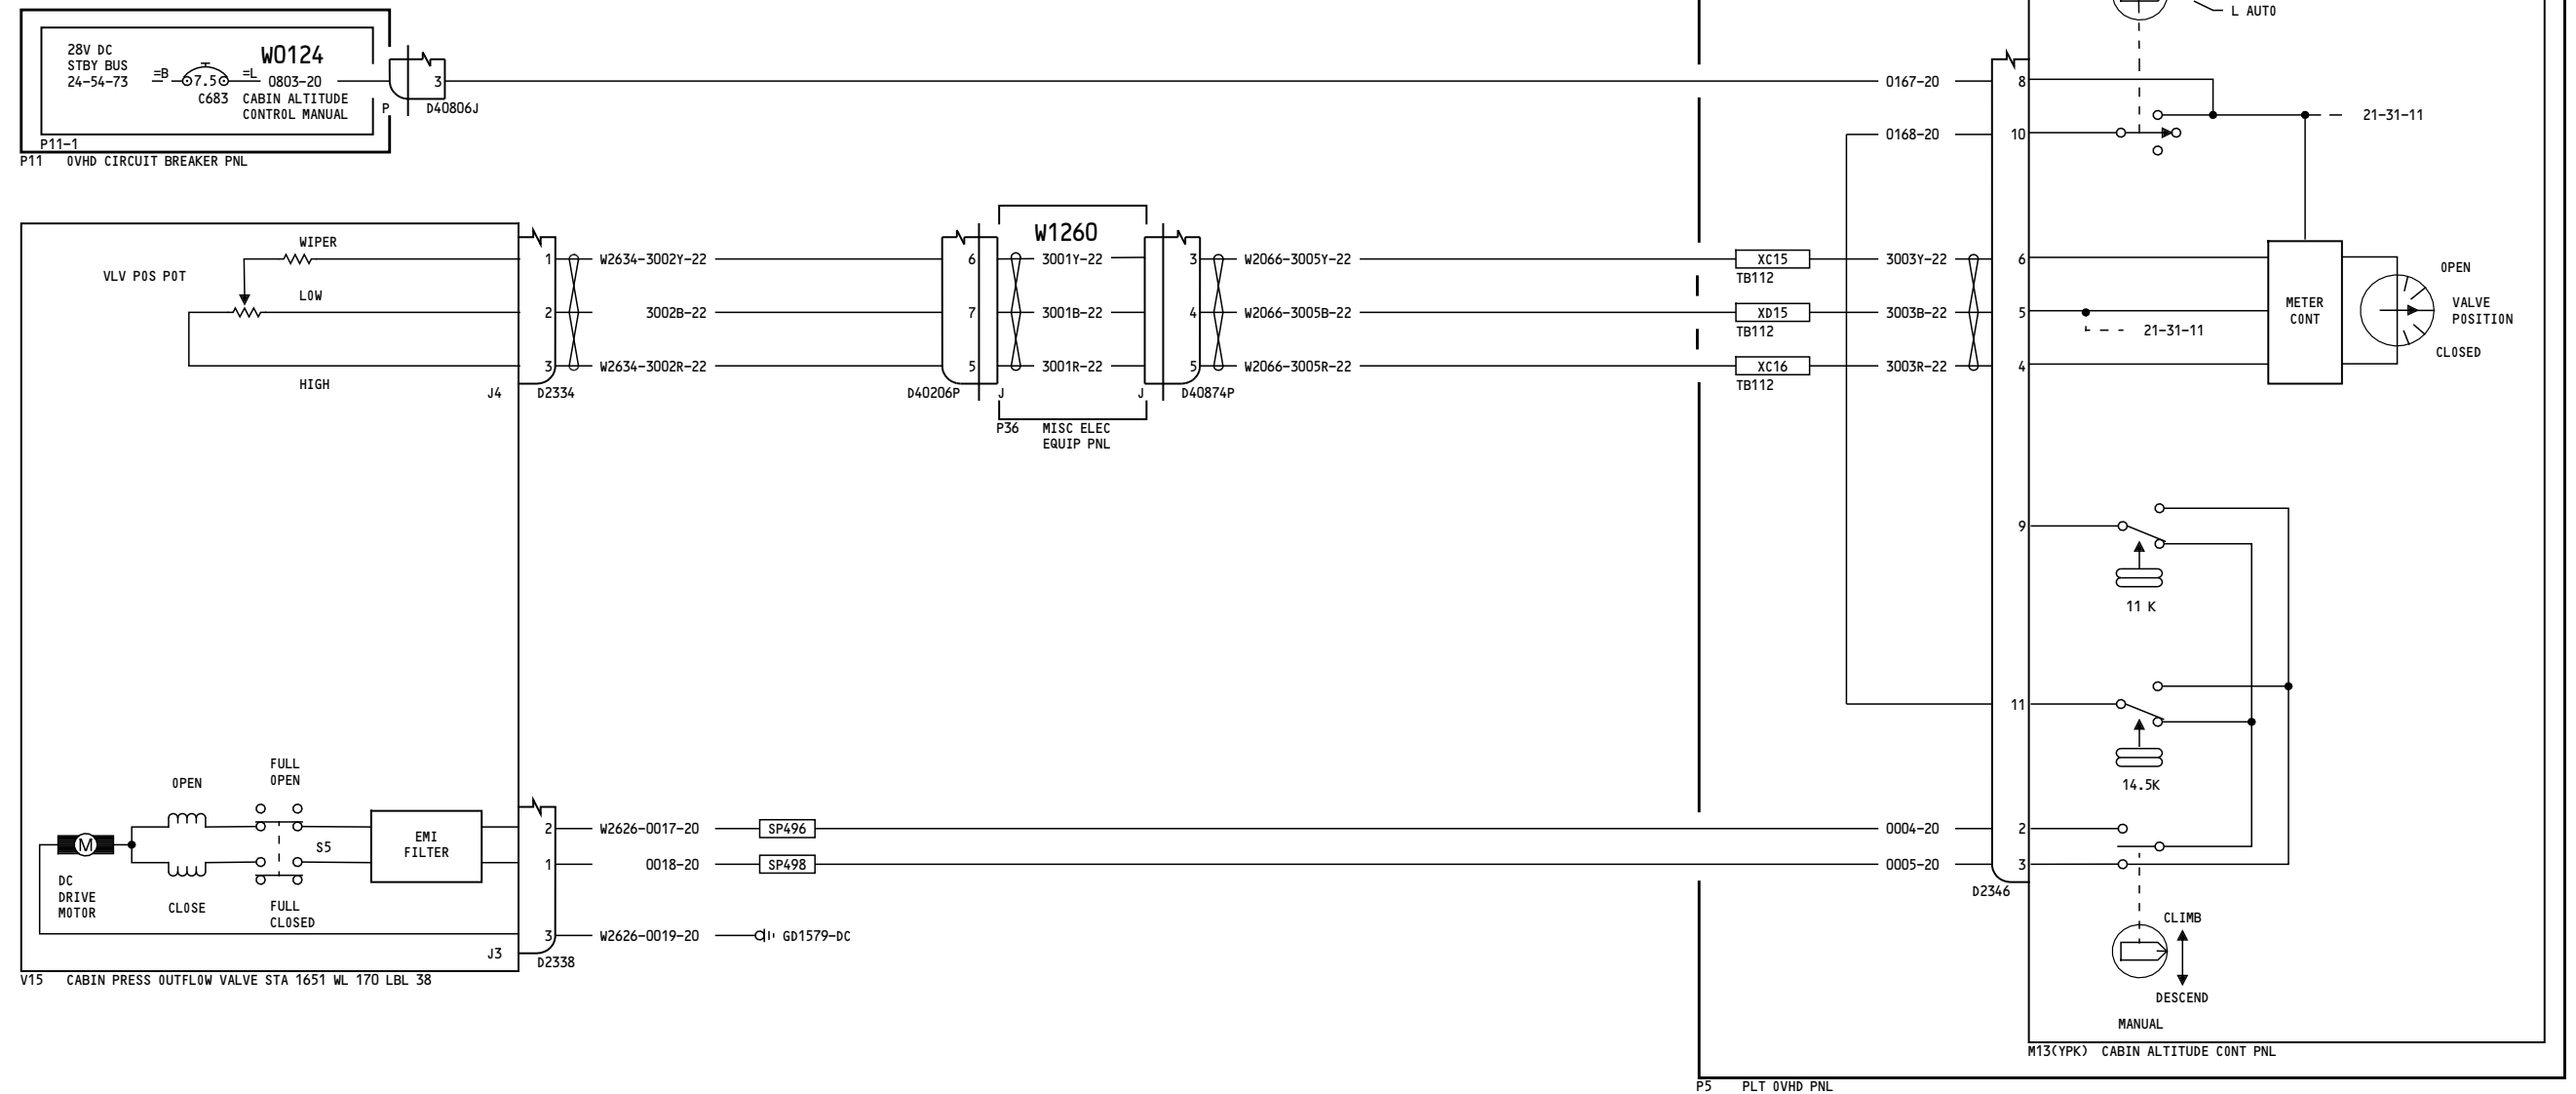 L AUTO
28V DC
STBY BUS
24-54-73
=B
7.5
C683
=L
W0124
0803-20
CABIN ALTITUDE
CONTROL MANUAL
P11-1
P11 OVHD CIRCUIT BREAKER PNL
P
3
D40806J
0167-20
8
0168-20
10
21-31-11
VLV POS POT
WIPER
LOW
HIGH
J4
1
2
3
D2334
W2634-3002Y-22
3002B-22
W2634-3002R-22
6
7
5
D40206P
J
W1260
3001Y-22
3001B-22
3001R-22
J
P36 MISC ELEC
EQUIP PNL
3
4
5
D40874P
W2066-3005Y-22
W2066-3005B-22
W2066-3005R-22
XC15
TB112
XD15
TB112
XC16
TB112
3003Y-22
3003B-22
3003R-22
6
5
4
21-31-11
METER
CONT
OPEN
VALVE
POSITION
CLOSED
9
11 K
11
14.5K
OPEN
FULL
OPEN
M
DC
DRIVE
MOTOR
CLOSE
S5
FULL
CLOSED
EMI
FILTER
J3
2
1
3
D2338
V15 CABIN PRESS OUTFLOW VALVE STA 1651 WL 170 LBL 38
W2626-0017-20
0018-20
W2626-0019-20
SP496
SP498
GD1579-DC
0004-20
0005-20
2
3
D2346
CLIMB
DESCEND
MANUAL
M13(YPK) CABIN ALTITUDE CONT PNL
P5 PLT OVHD PNL